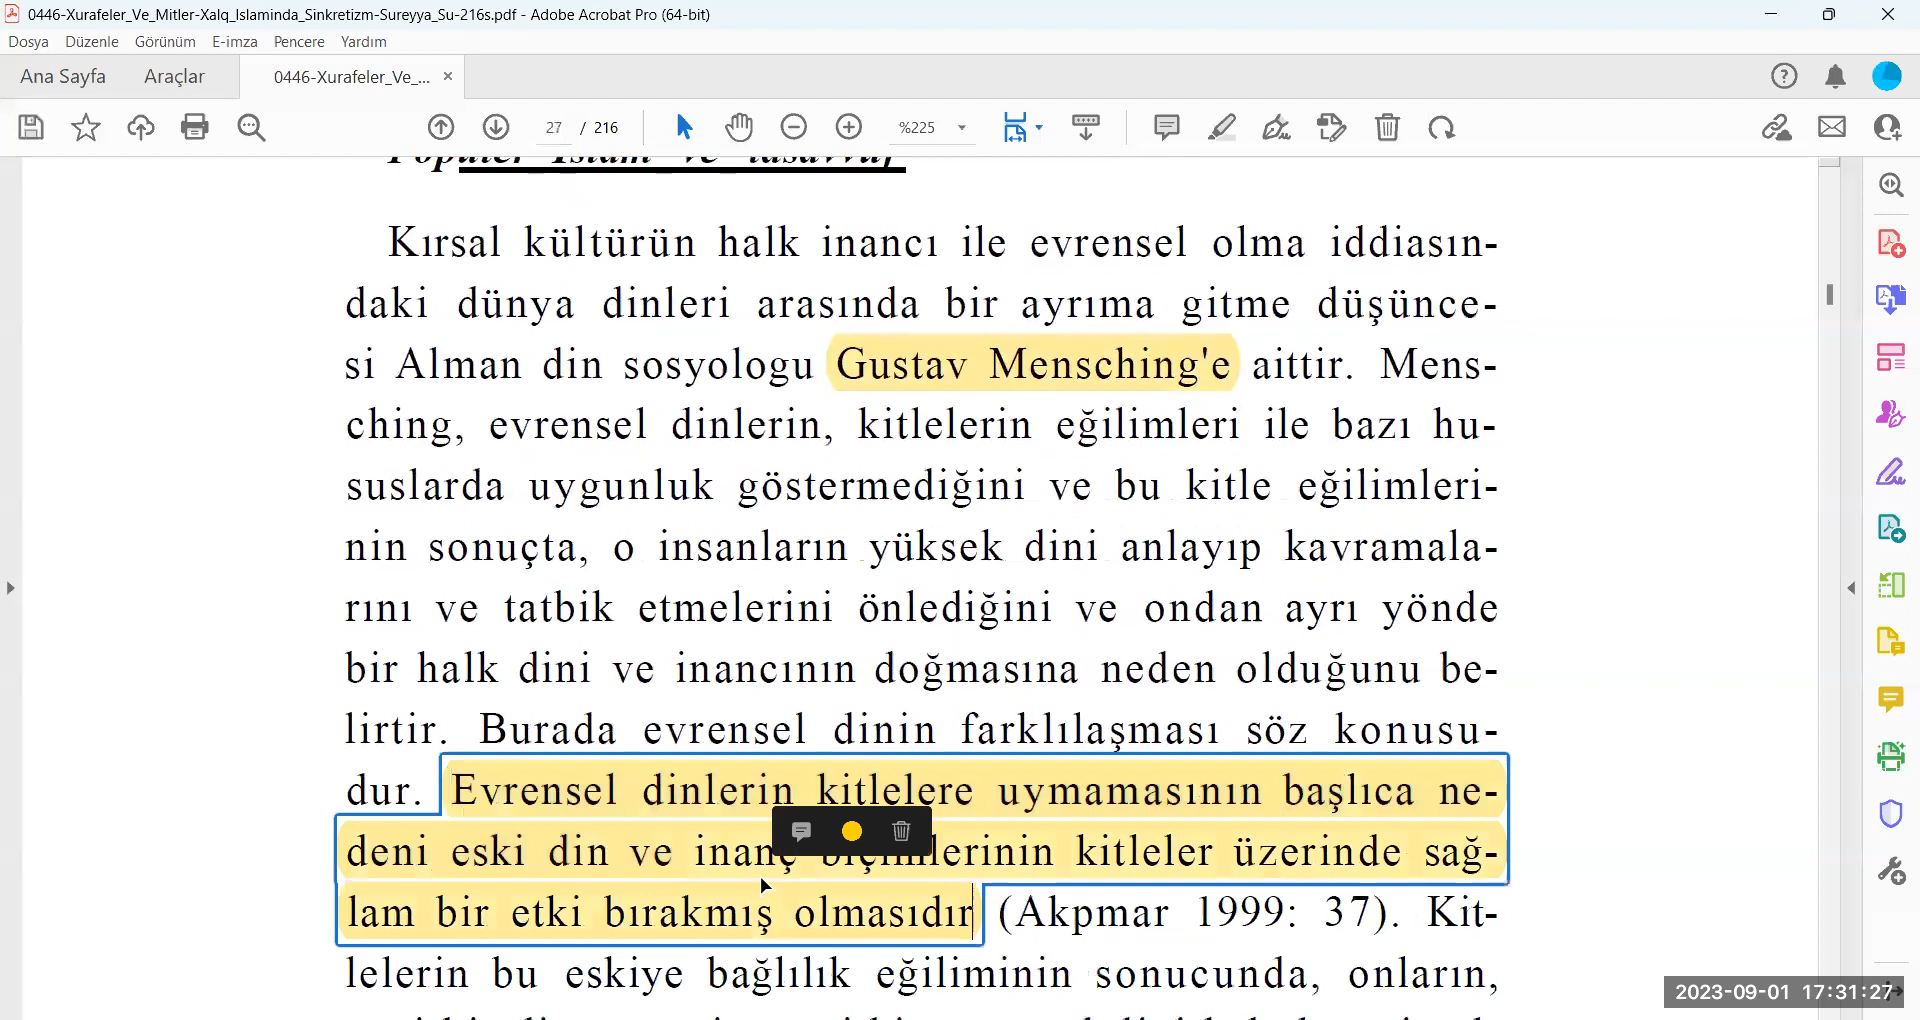 0446-Xurafeler_Ve_Mitler-Xalq_Islaminda_Sinkretizm-Sureyya_Su-216s.pdf - Adobe Acrobat Pro (64-bit)
Dosya Düzenle Görünüm E-imza Pencere Yardım
Ana Sayfa Araçlar 0446-Xurafeler_Ve_...
27 / 216 %225
Popüler İslam ve tasavvuf
Kırsal kültürün halk inancı ile evrensel olma iddiasın-
daki dünya dinleri arasında bir ayrıma gitme düşünce-
si Alman din sosyologu Gustav Mensching'e aittir. Mens-
ching, evrensel dinlerin, kitlelerin eğilimleri ile bazı hu-
suslarda uygunluk göstermediğini ve bu kitle eğilimleri-
nin sonuçta, o insanların yüksek dini anlayıp kavramala-
rını ve tatbik etmelerini önlediğini ve ondan ayrı yönde
bir halk dini ve inancının doğmasına neden olduğunu be-
lirtir. Burada evrensel dinin farklılaşması söz konusu-
dur. Evrensel dinlerin kitlelere uymamasının başlıca ne-
deni eski din ve inanç biçimlerinin kitleler üzerinde sağ-
lam bir etki bırakmış olmasıdır (Akpmar 1999: 37). Kit-
lelerin bu eskiye bağlılık eğiliminin sonucunda, onların,
2023-09-01 17:31:27